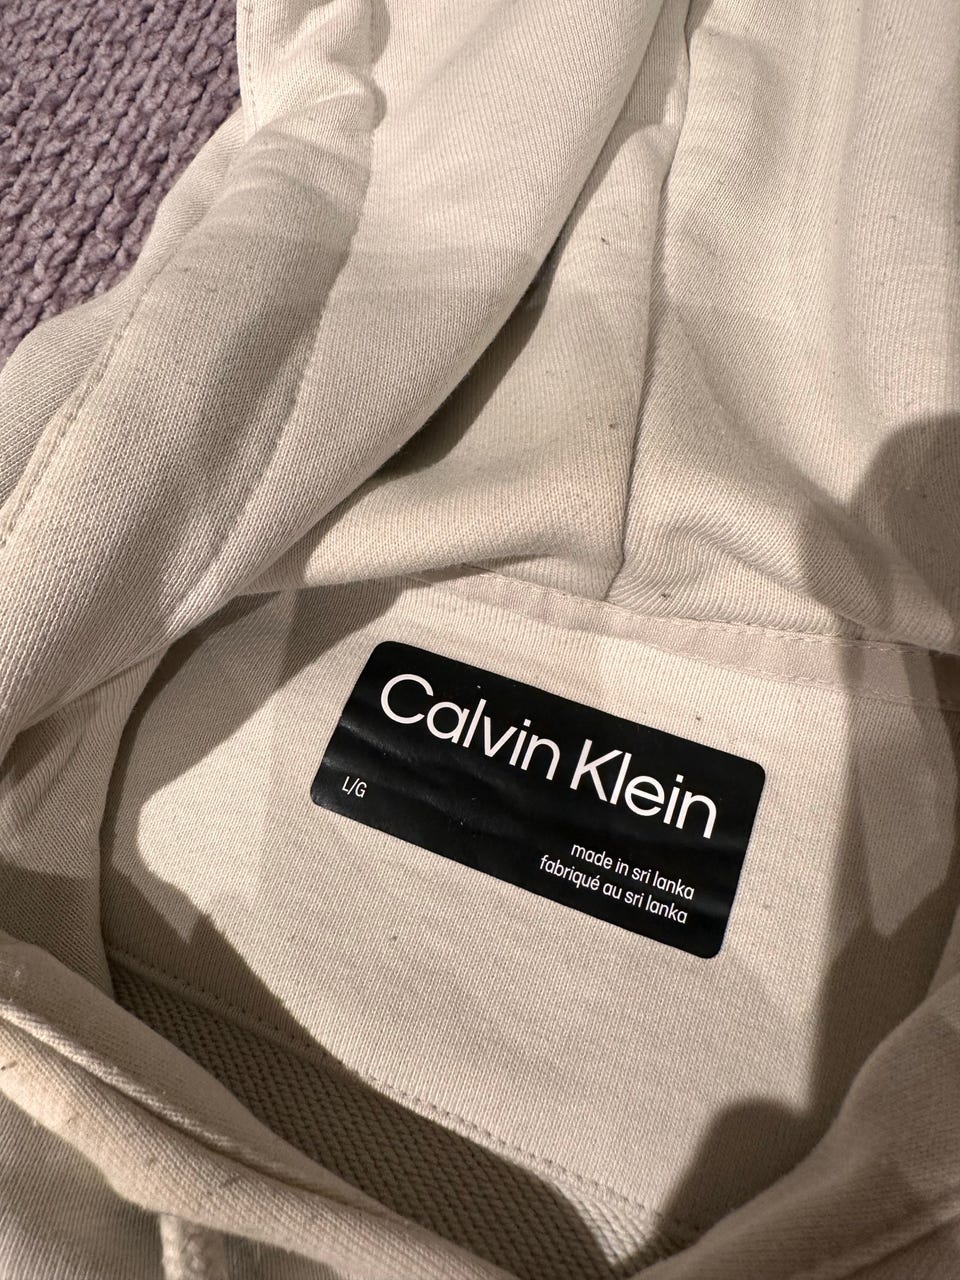 Calvin Klein
L/G
made in sri lanka
fabriqué au sri lanka